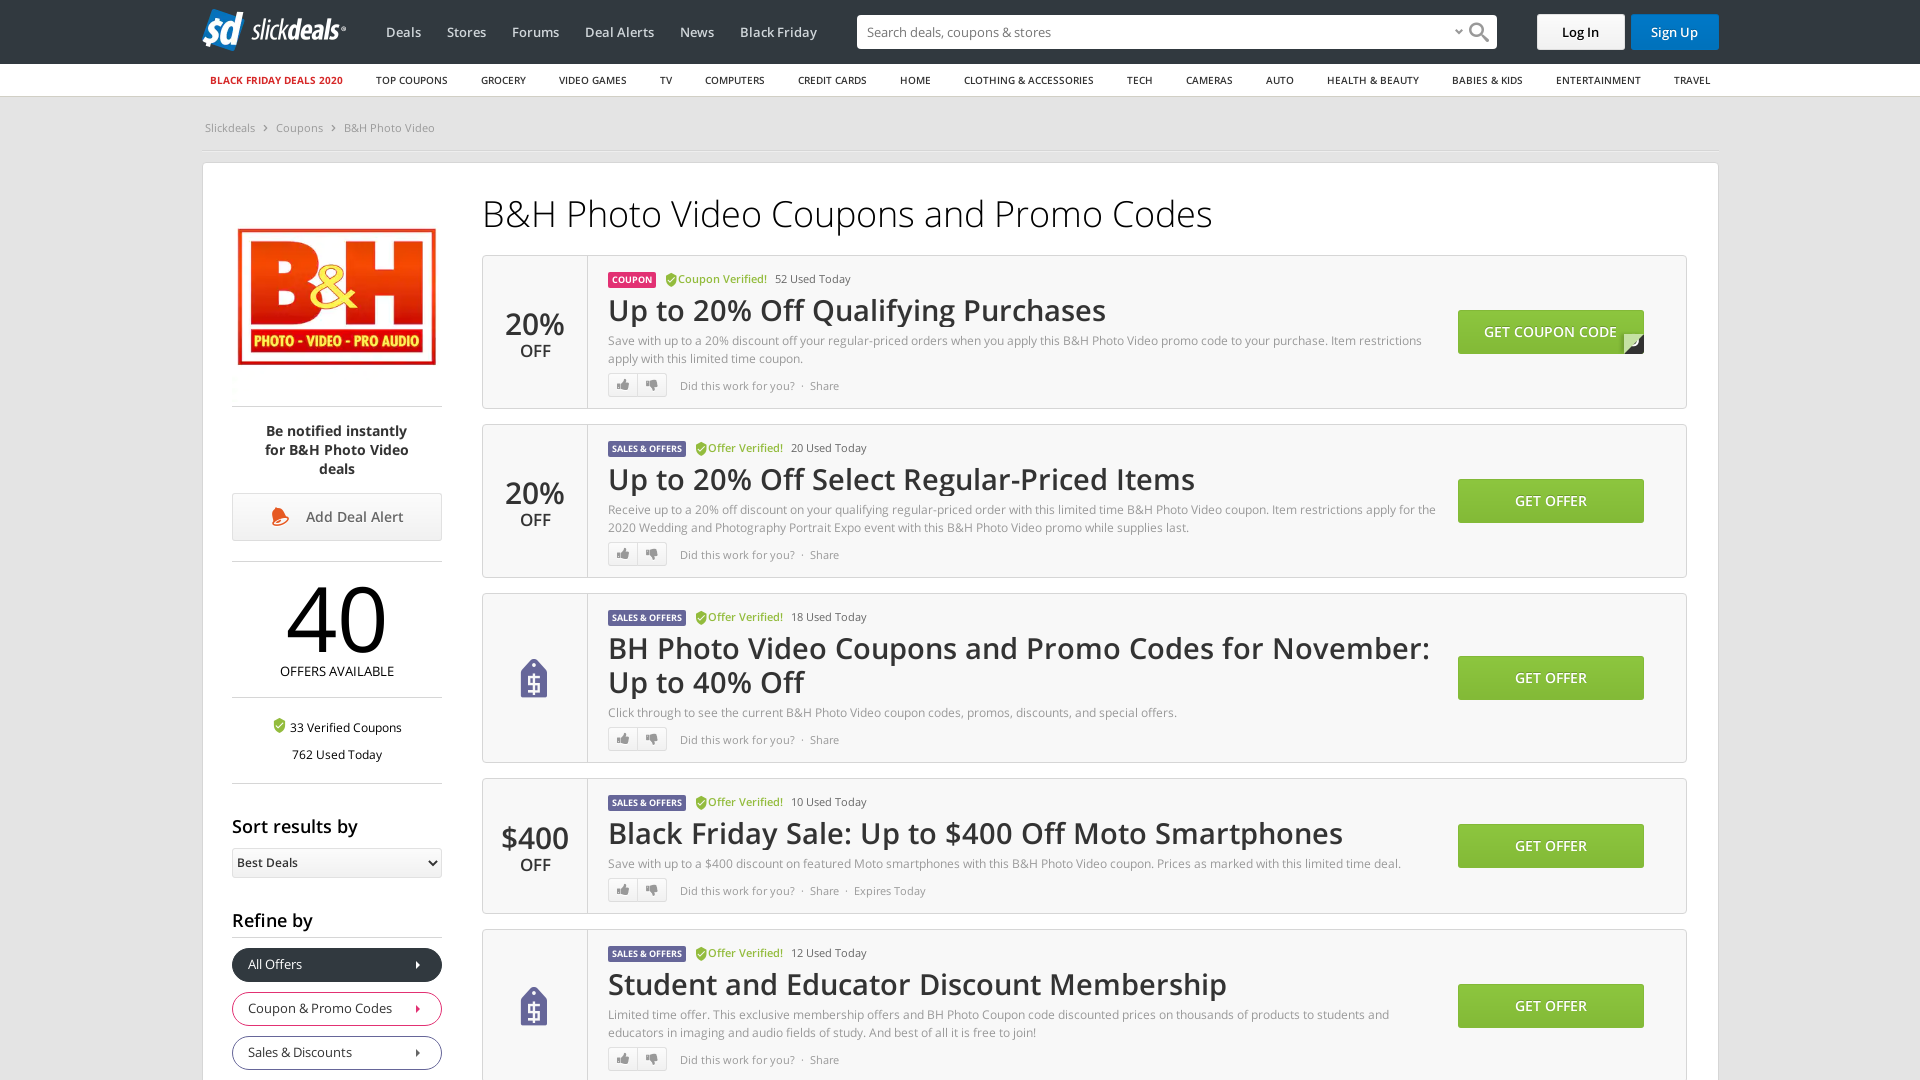 sd slickdeals
Deals
Stores
Forums
Deal Alerts
News
Black Friday
Search deals, coupons & stores
Log In
Sign Up
BLACK FRIDAY DEALS 2020
TOP COUPONS
GROCERY
VIDEO GAMES
TV
COMPUTERS
CREDIT CARDS
HOME
CLOTHING & ACCESSORIES
TECH
CAMERAS
AUTO
HEALTH & BEAUTY
BABIES & KIDS
ENTERTAINMENT
TRAVEL
Slickdeals › Coupons › B&H Photo Video
B&H
PHOTO - VIDEO - PRO AUDIO
Be notified instantly
for B&H Photo Video
deals
Add Deal Alert
40
OFFERS AVAILABLE
33 Verified Coupons
762 Used Today
Sort results by
Best Deals
Refine by
All Offers
Coupon & Promo Codes
Sales & Discounts
B&H Photo Video Coupons and Promo Codes
20%
OFF
COUPON Coupon Verified! 52 Used Today
Up to 20% Off Qualifying Purchases
Save with up to a 20% discount off your regular-priced orders when you apply this B&H Photo Video promo code to your purchase. Item restrictions
apply with this limited time coupon.
Did this work for you? · Share
GET COUPON CODE
20%
OFF
SALES & OFFERS Offer Verified! 20 Used Today
Up to 20% Off Select Regular-Priced Items
Receive up to a 20% off discount on your qualifying regular-priced order with this limited time B&H Photo Video coupon. Item restrictions apply for the
2020 Wedding and Photography Portrait Expo event with this B&H Photo Video promo while supplies last.
Did this work for you? · Share
GET OFFER
SALES & OFFERS Offer Verified! 18 Used Today
BH Photo Video Coupons and Promo Codes for November:
Up to 40% Off
Click through to see the current B&H Photo Video coupon codes, promos, discounts, and special offers.
Did this work for you? · Share
GET OFFER
$400
OFF
SALES & OFFERS Offer Verified! 10 Used Today
Black Friday Sale: Up to $400 Off Moto Smartphones
Save with up to a $400 discount on featured Moto smartphones with this B&H Photo Video coupon. Prices as marked with this limited time deal.
Did this work for you? · Share · Expires Today
GET OFFER
SALES & OFFERS Offer Verified! 12 Used Today
Student and Educator Discount Membership
Limited time offer. This exclusive membership offers and BH Photo Coupon code discounted prices on thousands of products to students and
educators in imaging and audio fields of study. And best of all it is free to join!
Did this work for you? · Share
GET OFFER